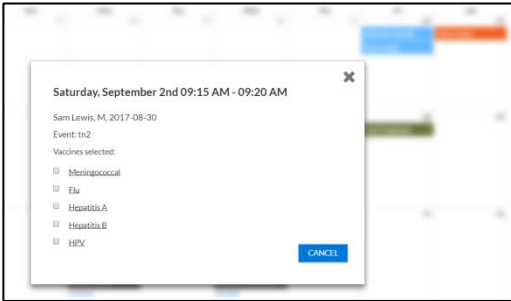 Saturday, September 2nd 09:15 AM - 09:20 AM
Sam Lewis, M, 2017-08-30
Event: tn2
Vaccines selected:
Meningococcal
Flu
Hepatitis A
Hepatitis B
HPV
CANCEL